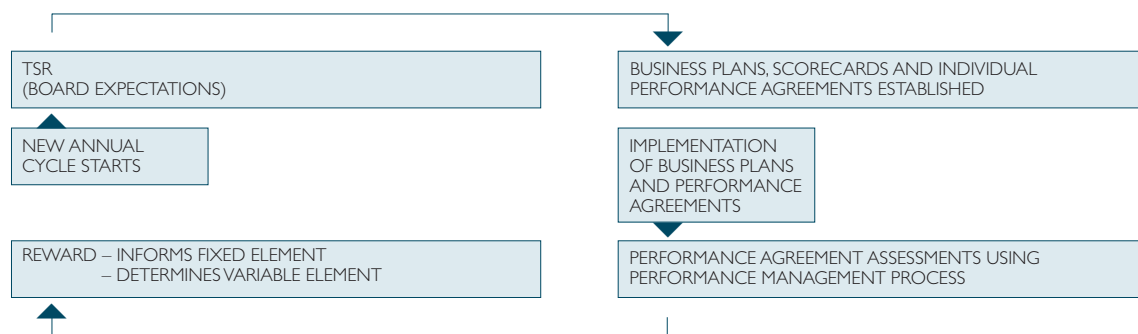 TSR
(BOARD EXPECTATIONS)
BUSINESS PLANS, SCORECARDS AND INDIVIDUAL
PERFORMANCE AGREEMENTS ESTABLISHED
NEW ANNUAL
CYCLE STARTS
IMPLEMENTATION
OF BUSINESS PLANS
AND PERFORMANCE
AGREEMENTS
REWARD – INFORMS FIXED ELEMENT
– DETERMINES VARIABLE ELEMENT
PERFORMANCE AGREEMENT ASSESSMENTS USING
PERFORMANCE MANAGEMENT PROCESS